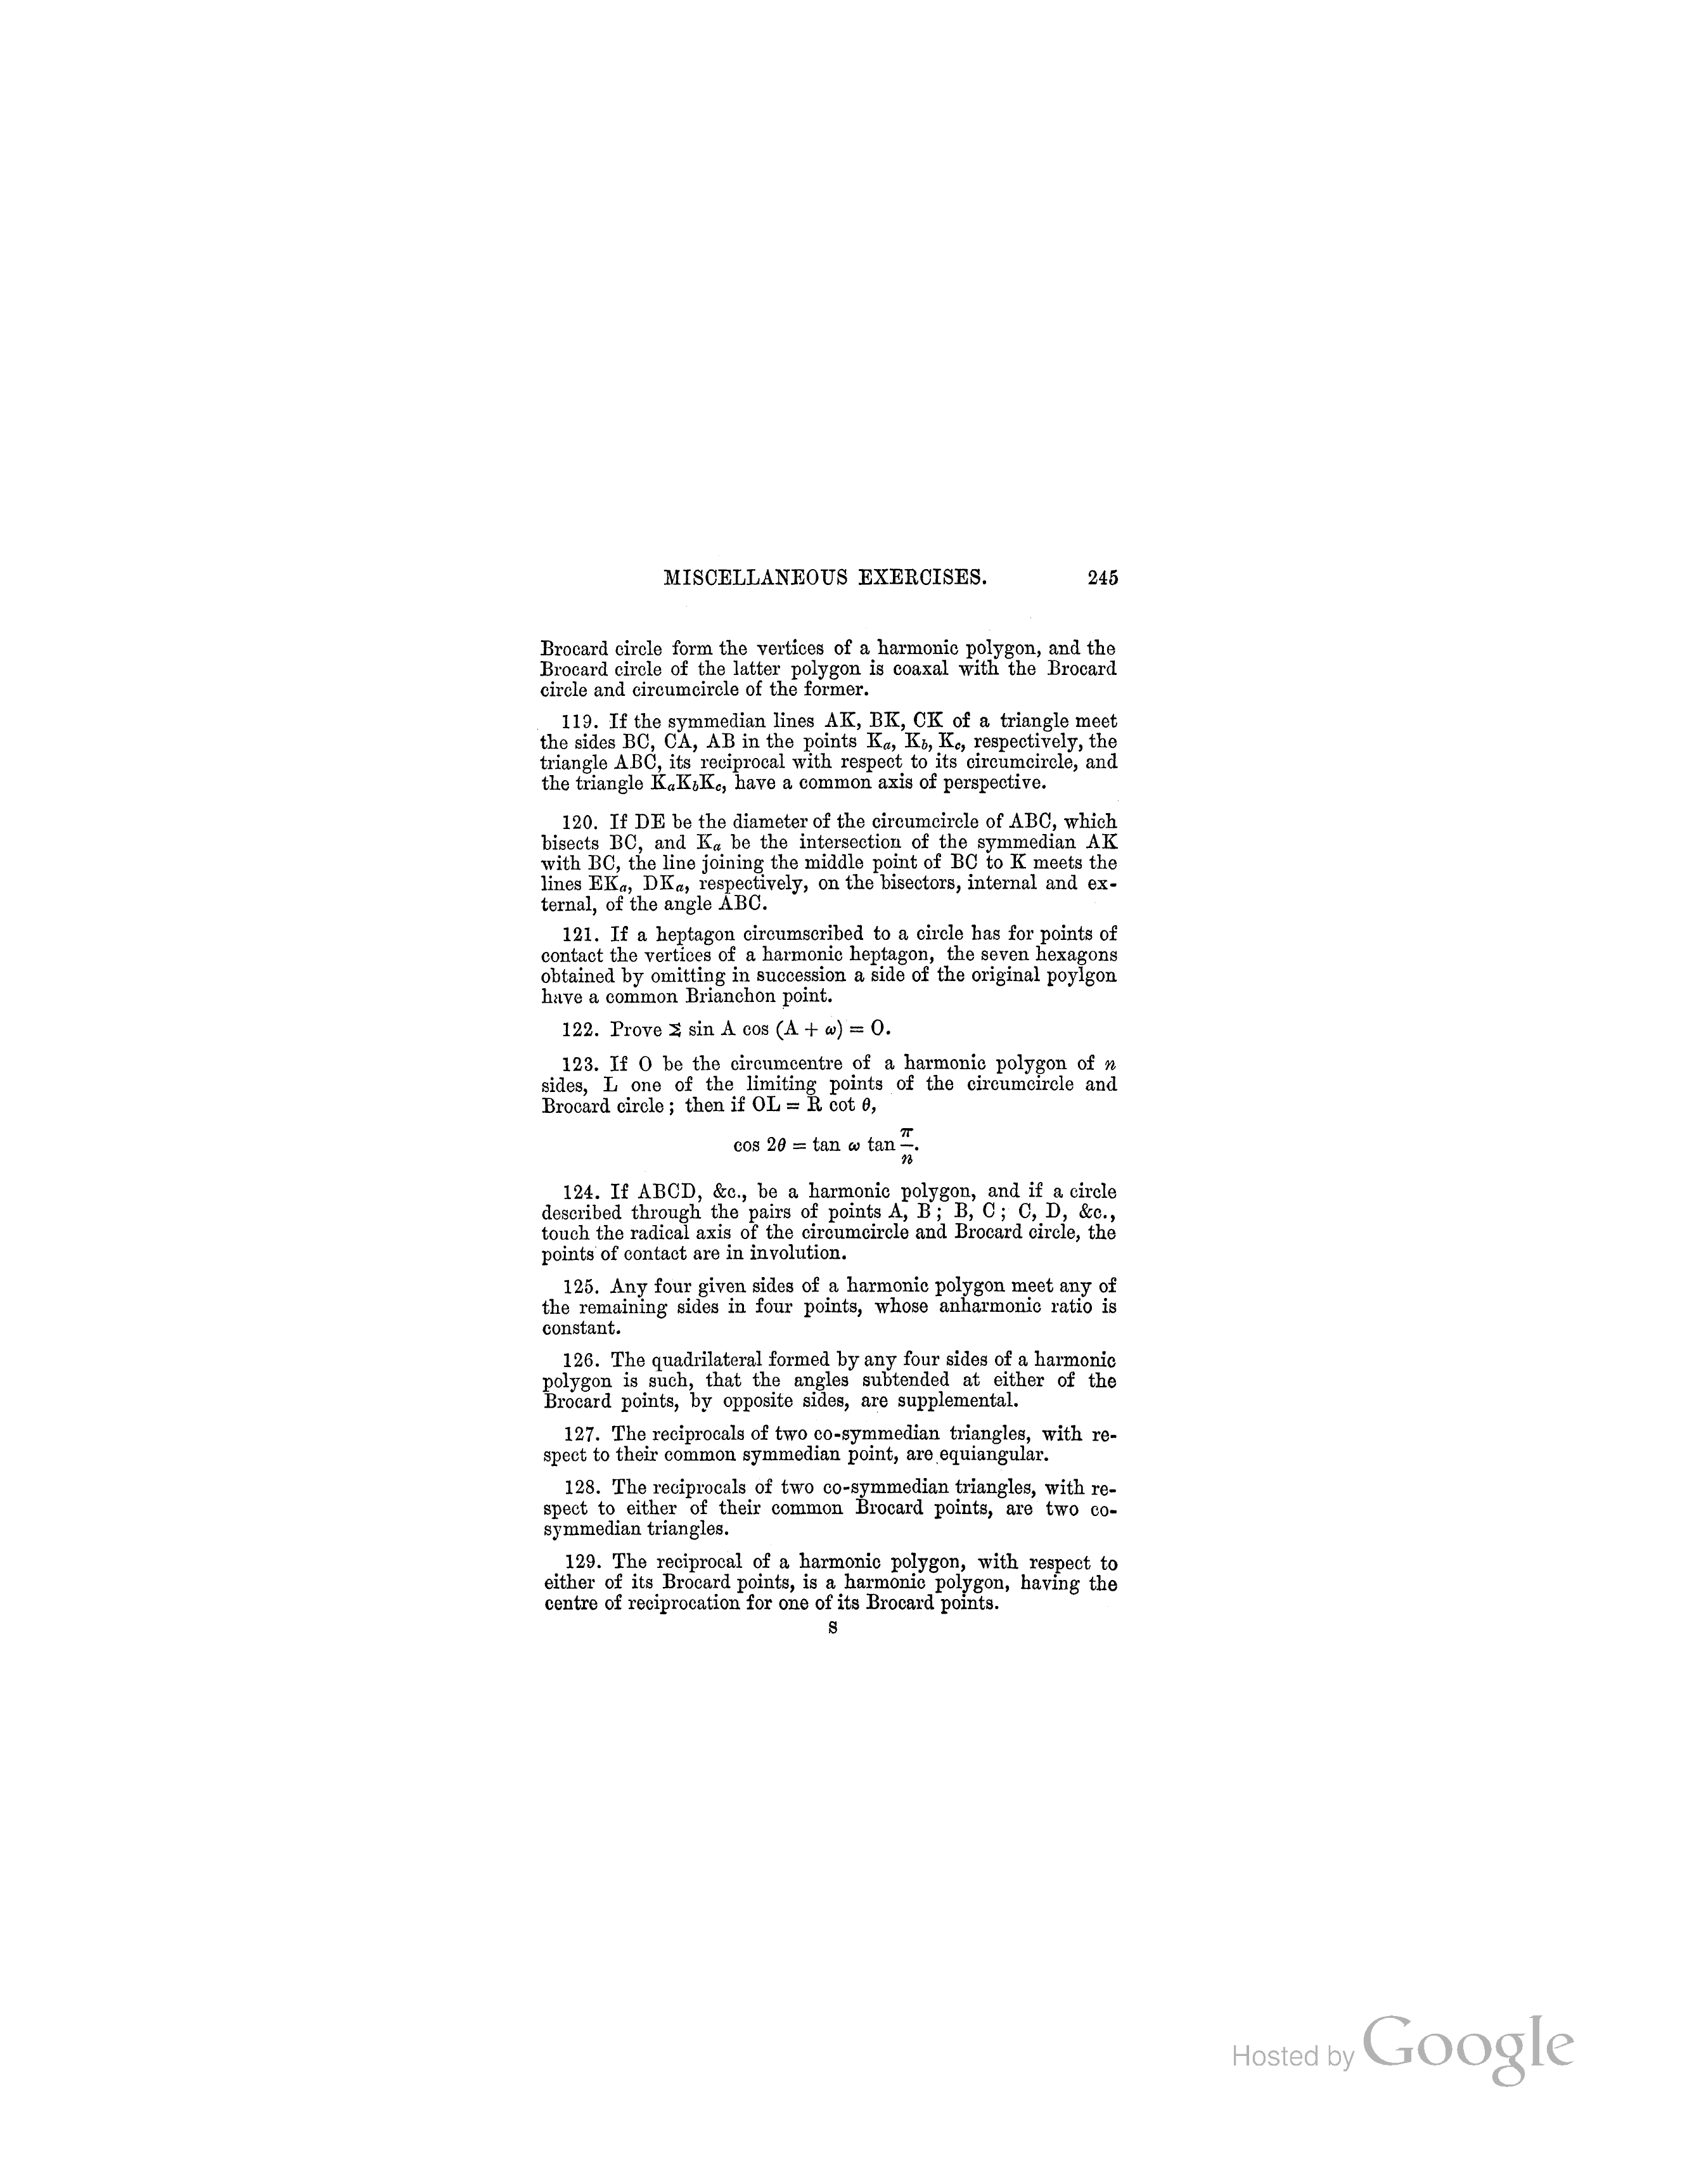 MISCELLANEOUS EXERCISES. 245
Brocard circle form the vertices of a harmonic polygon, and the
Brocard circle of the latter polygon is coaxal with the Brocard
circle and circumcircle of the former.
119. If the symmedian lines AK, BK, CK of a triangle meet
the sides BC, CA, AB in the points Kₐ, K_b, K_c, respectively, the
triangle ABC, its reciprocal with respect to its circumcircle, and
the triangle KₐK_bK_c, have a common axis of perspective.
120. If DE be the diameter of the circumcircle of ABC, which
bisects BC, and Kₐ be the intersection of the symmedian AK
with BC, the line joining the middle point of BC to K meets the
lines EKₐ, DKₐ, respectively, on the bisectors, internal and ex-
ternal, of the angle ABC.
121. If a heptagon circumscribed to a circle has for points of
contact the vertices of a harmonic heptagon, the seven hexagons
obtained by omitting in succession a side of the original poylgon
have a common Brianchon point.
122. Prove Σ sin A cos (A + ω) = O.
123. If O be the circumcentre of a harmonic polygon of n
sides, L one of the limiting points of the circumcircle and
Brocard circle ; then if OL = R cot θ,
cos 2θ = tan ω tan π/n.
124. If ABCD, &c., be a harmonic polygon, and if a circle
described through the pairs of points A, B ; B, C ; C, D, &c.,
touch the radical axis of the circumcircle and Brocard circle, the
points of contact are in involution.
125. Any four given sides of a harmonic polygon meet any of
the remaining sides in four points, whose anharmonic ratio is
constant.
126. The quadrilateral formed by any four sides of a harmonic
polygon is such, that the angles subtended at either of the
Brocard points, by opposite sides, are supplemental.
127. The reciprocals of two co-symmedian triangles, with re-
spect to their common symmedian point, are equiangular.
128. The reciprocals of two co-symmedian triangles, with re-
spect to either of their common Brocard points, are two co-
symmedian triangles.
129. The reciprocal of a harmonic polygon, with respect to
either of its Brocard points, is a harmonic polygon, having the
centre of reciprocation for one of its Brocard points.
S
Hosted by Google